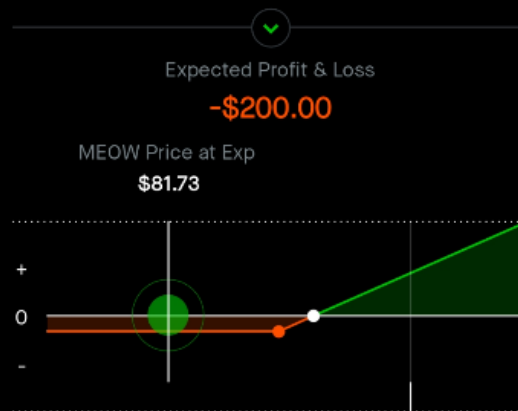 Expected Profit & Loss
-$200.00
MEOW Price at Exp
$81.73
+
0
-